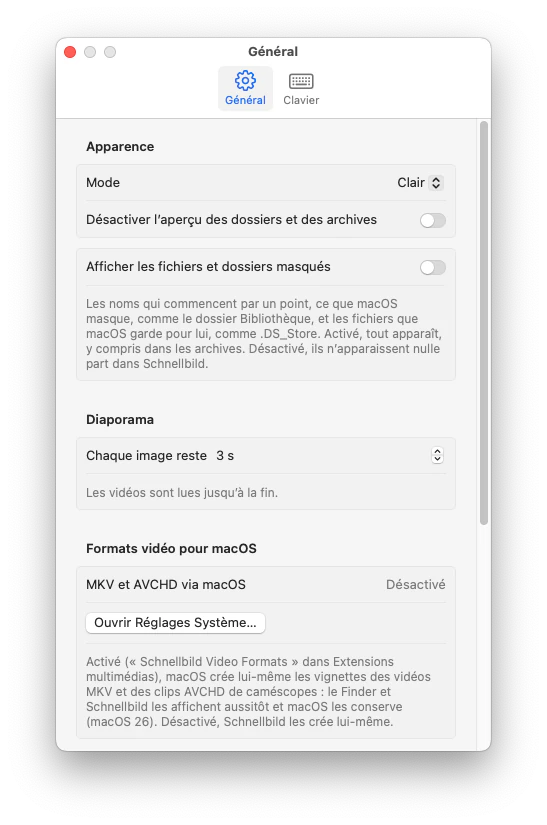 Général
Général
Clavier
Apparence
Mode
Clair
Désactiver l’aperçu des dossiers et des archives
Afficher les fichiers et dossiers masqués
Les noms qui commencent par un point, ce que macOS
masque, comme le dossier Bibliothèque, et les fichiers que
macOS garde pour lui, comme .DS_Store. Activé, tout apparaît,
y compris dans les archives. Désactivé, ils n’apparaissent nulle
part dans Schnellbild.
Diaporama
Chaque image reste 3 s
Les vidéos sont lues jusqu’à la fin.
Formats vidéo pour macOS
MKV et AVCHD via macOS
Désactivé
Ouvrir Réglages Système…
Activé (« Schnellbild Video Formats » dans Extensions
multimédias), macOS crée lui-même les vignettes des vidéos
MKV et des clips AVCHD de caméscopes : le Finder et
Schnellbild les affichent aussitôt et macOS les conserve
(macOS 26). Désactivé, Schnellbild les crée lui-même.